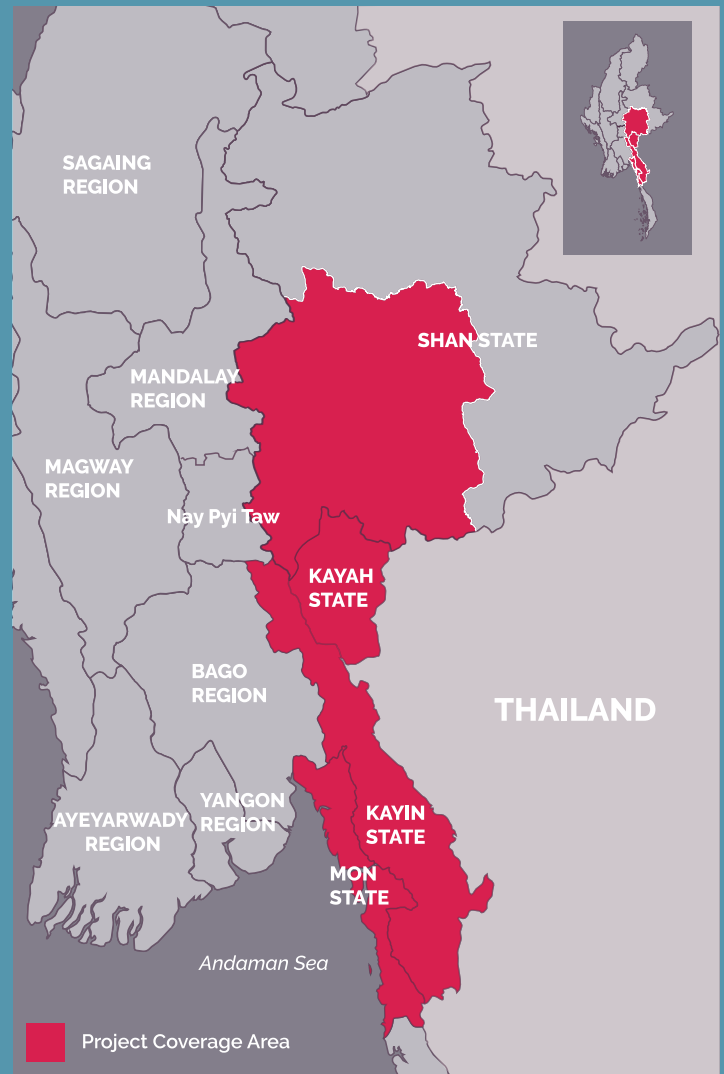 SAGAING
REGION
SHAN STATE
MANDALAY
REGION
MAGWAY
REGION
Nay Pyi Taw
KAYAH
STATE
BAGO
REGION
THAILAND
YANGON
REGION
AYEYARWADY
REGION
KAYIN
STATE
MON
STATE
Andaman Sea
Project Coverage Area